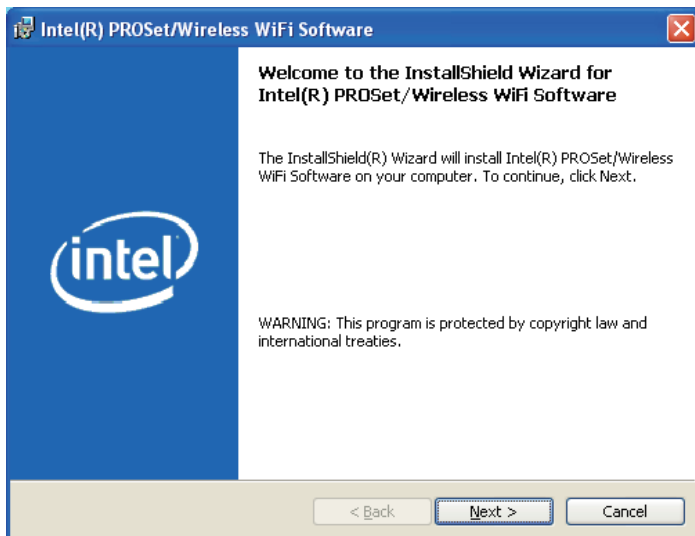 Intel(R) PROSet/Wireless WiFi Software
Welcome to the InstallShield Wizard for
Intel(R) PROSet/Wireless WiFi Software
The InstallShield(R) Wizard will install Intel(R) PROSet/Wireless
WiFi Software on your computer. To continue, click Next.
intel
WARNING: This program is protected by copyright law and
international treaties.
< Back
Next >
Cancel